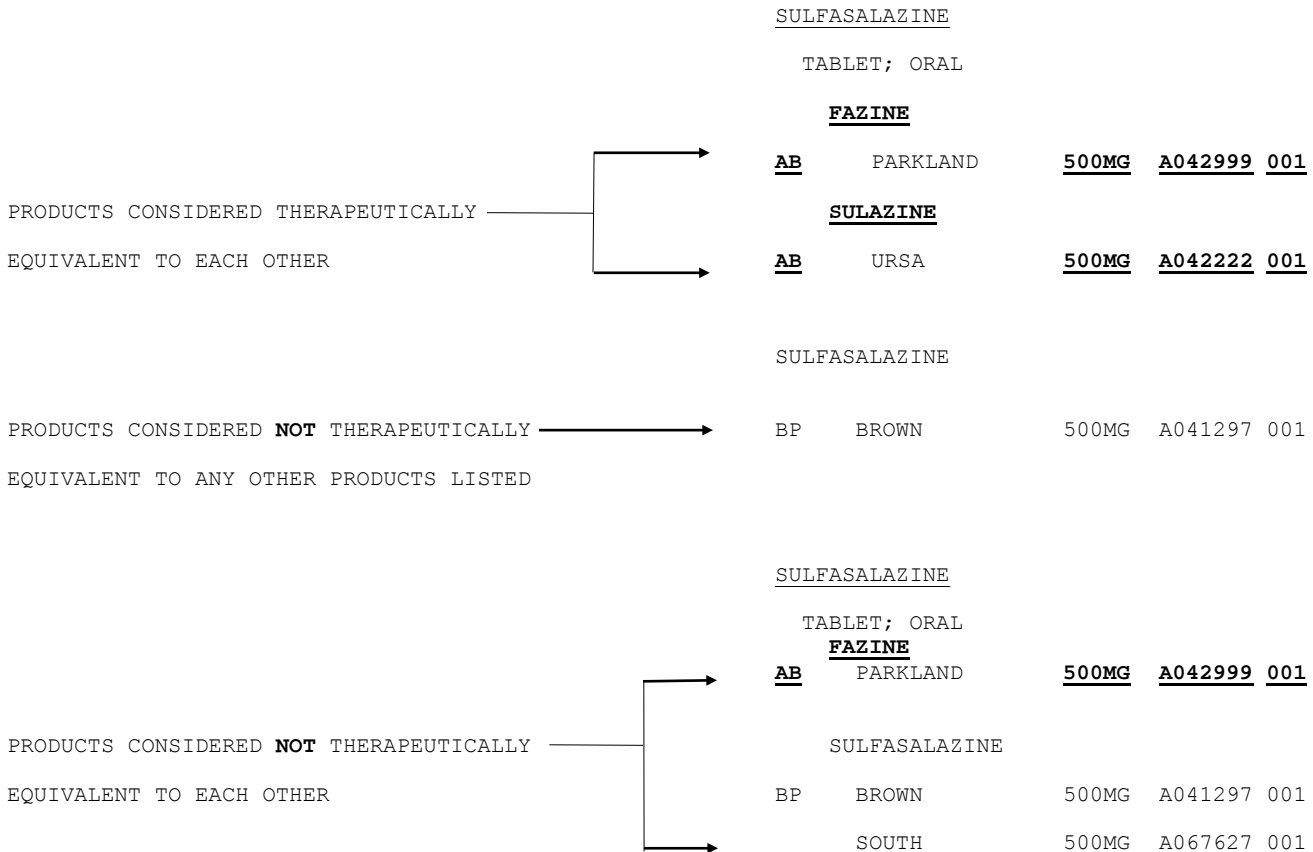 SULFASALAZINE
TABLET; ORAL
FAZINE
AB PARKLAND 500MG A042999 001
PRODUCTS CONSIDERED THERAPEUTICALLY SULAZINE
EQUIVALENT TO EACH OTHER AB URSA 500MG A042222 001
SULFASALAZINE
PRODUCTS CONSIDERED NOT THERAPEUTICALLY BP BROWN 500MG A041297 001
EQUIVALENT TO ANY OTHER PRODUCTS LISTED
SULFASALAZINE
TABLET; ORAL
FAZINE
AB PARKLAND 500MG A042999 001
PRODUCTS CONSIDERED NOT THERAPEUTICALLY SULFASALAZINE
EQUIVALENT TO EACH OTHER BP BROWN 500MG A041297 001
SOUTH 500MG A067627 001